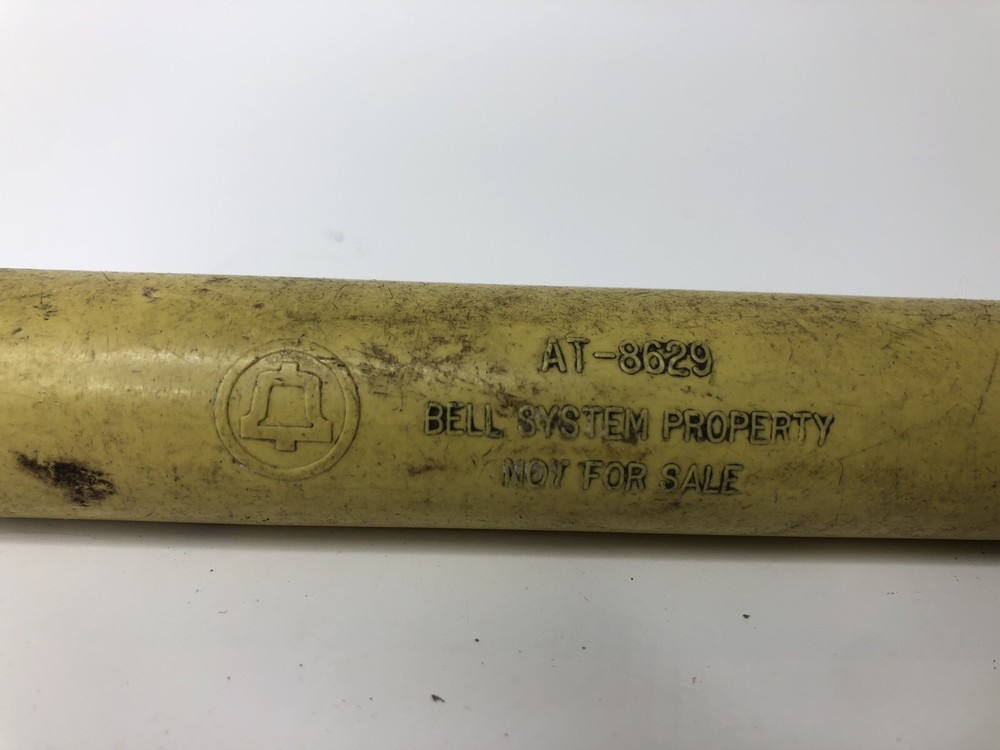 AT-8629
BELL SYSTEM PROPERTY
NOT FOR SALE